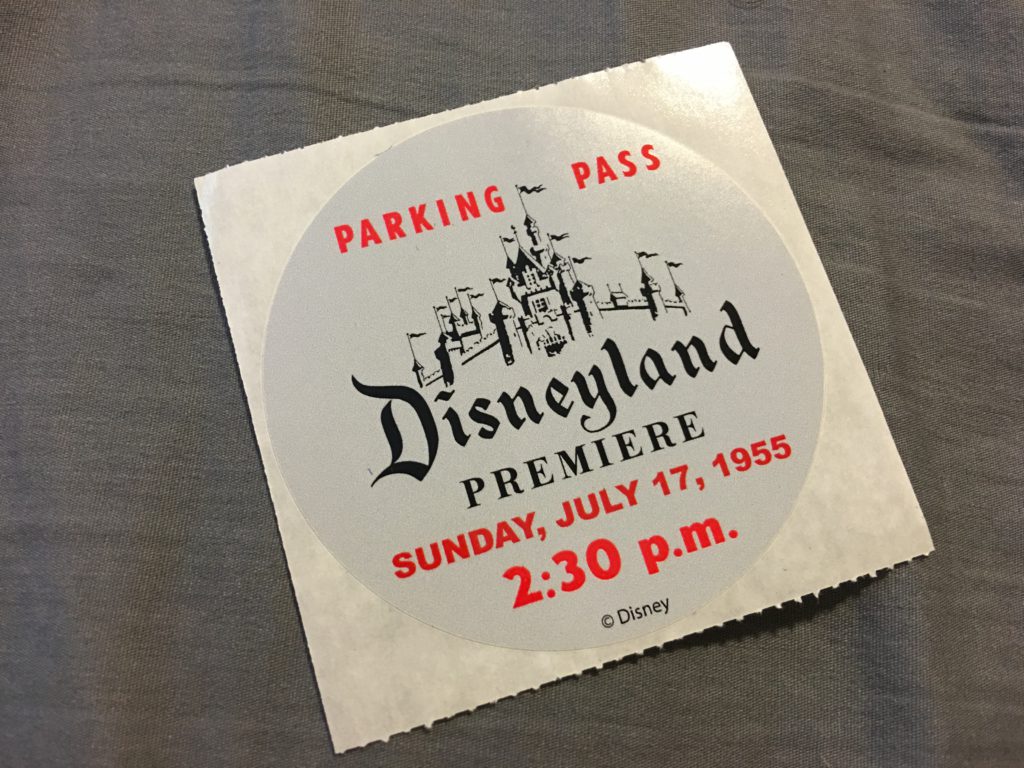 PARKING PASS
Disneyland
PREMIERE
SUNDAY, JULY 17, 1955
2:30 p.m.
© Disney